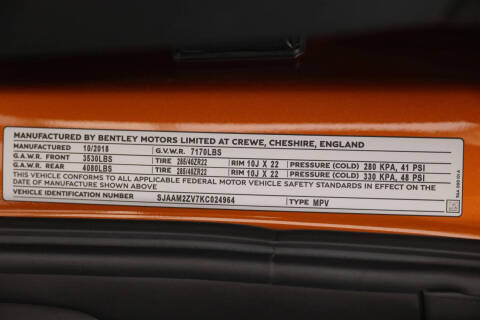 MANUFACTURED BY BENTLEY MOTORS LIMITED AT CREWE, CHESHIRE, ENGLAND
MANUFACTURED 10/2018 G.V.W.R. 7170LBS
G.A.W.R. FRONT 3530LBS TIRE 285/40ZR22 RIM 10J X 22 PRESSURE (COLD) 280 KPA, 41 PSI
G.A.W.R. REAR 4080LBS TIRE 285/40ZR22 RIM 10J X 22 PRESSURE (COLD) 330 KPA, 48 PSI
THIS VEHICLE CONFORMS TO ALL APPLICABLE FEDERAL MOTOR VEHICLE SAFETY STANDARDS IN EFFECT ON THE
DATE OF MANUFACTURE SHOWN ABOVE
VEHICLE IDENTIFICATION NUMBER SJAAM2ZV7KC024964 TYPE MPV